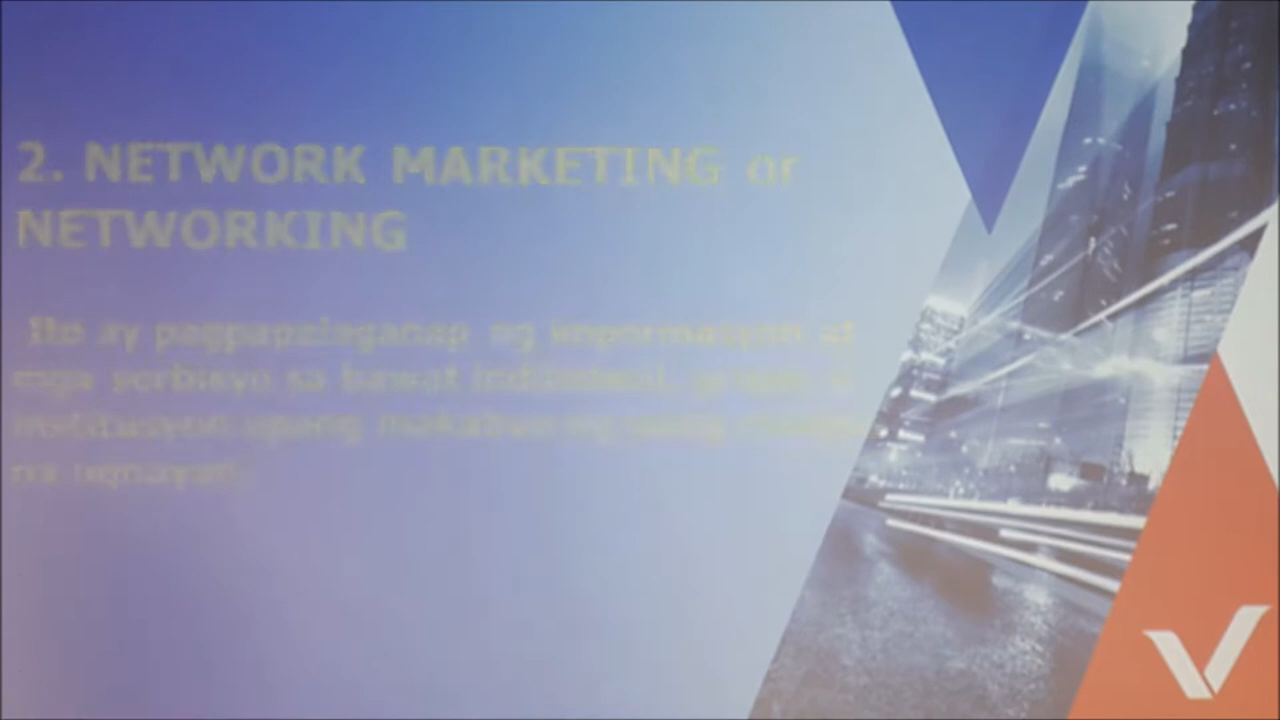 2. NETWORK MARKETING or
NETWORKING
Ito ay pagpapalaganap ng impormasyon at
mga serbisyo sa bawat indibidwal, grupo, o
institusyon upang makabuo ng isang
na ugnayan.